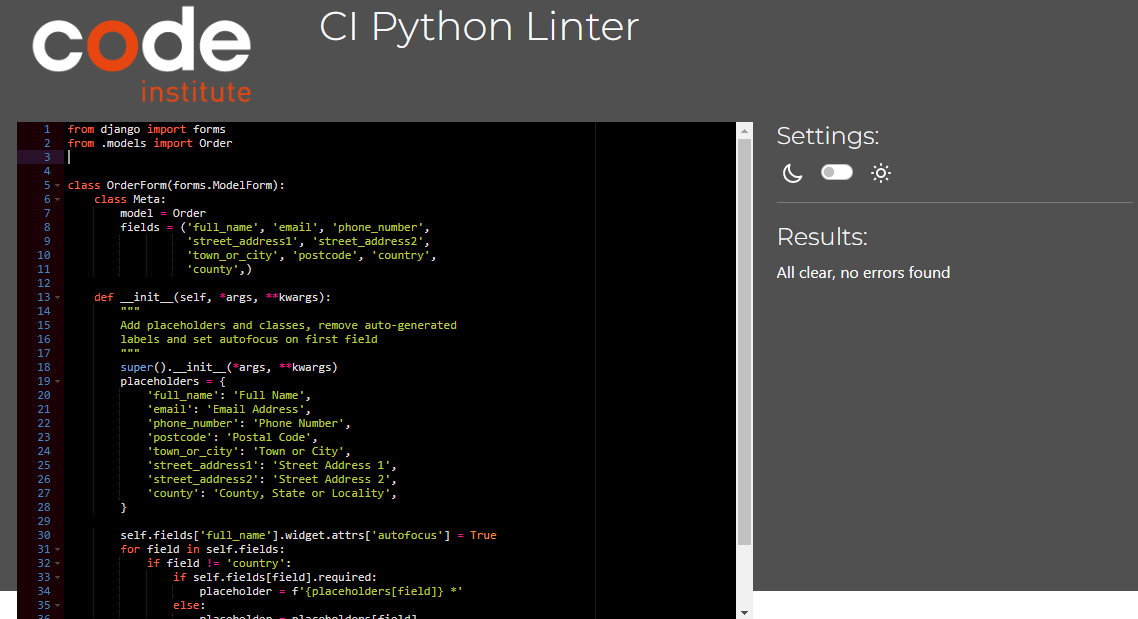 code
institute
CI Python Linter
1 from django import forms
2 from .models import Order
3
4
5 class OrderForm(forms.ModelForm):
6     class Meta:
7         model = Order
8         fields = ('full_name', 'email', 'phone_number',
9                   'street_address1', 'street_address2',
10                   'town_or_city', 'postcode', 'country',
11                   'county',)
12
13     def __init__(self, *args, **kwargs):
14         """
15         Add placeholders and classes, remove auto-generated
16         labels and set autofocus on first field
17         """
18         super().__init__(*args, **kwargs)
19         placeholders = {
20             'full_name': 'Full Name',
21             'email': 'Email Address',
22             'phone_number': 'Phone Number',
23             'postcode': 'Postal Code',
24             'town_or_city': 'Town or City',
25             'street_address1': 'Street Address 1',
26             'street_address2': 'Street Address 2',
27             'county': 'County, State or Locality',
28         }
29
30         self.fields['full_name'].widget.attrs['autofocus'] = True
31         for field in self.fields:
32             if field != 'country':
33                 if self.fields[field].required:
34                     placeholder = f'{placeholders[field]} *'
35                 else:
36                     placeholder = placeholders[field]
Settings:
Results:
All clear, no errors found